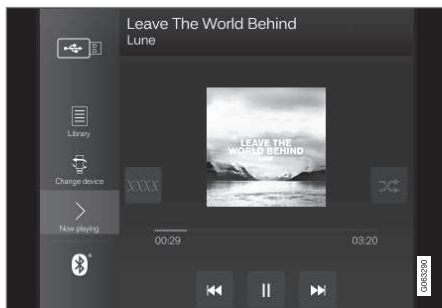 Leave The World Behind
Lune
Library
Change device
Now playing
XXXX
LEAVE THE
WORLD BEHIND
LUNE
00:29
03:20
G063290